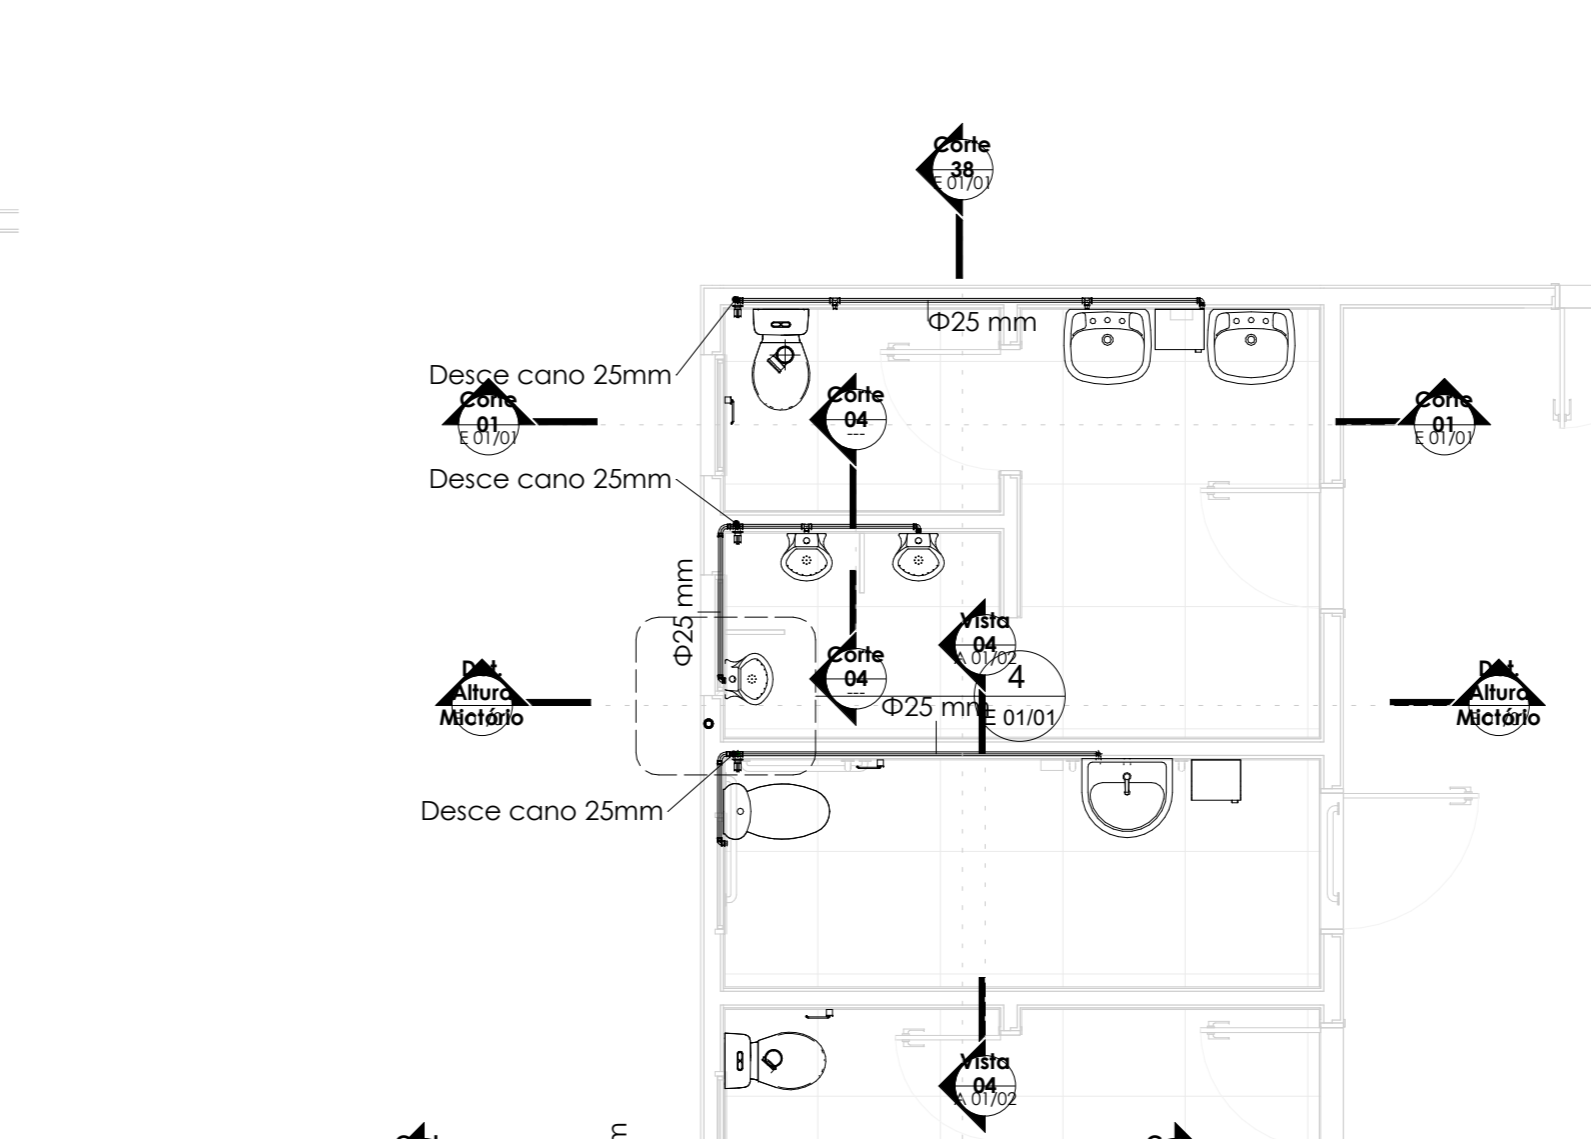 Corte
38
E 01/01
Φ25 mm
Desce cano 25mm
Corte
04
---
Corte
01
E 01/01
Corte
01
E 01/01
Desce cano 25mm
Φ25 mm
Vista
04
A 01/02
4
E 01/01
Corte
04
---
Det.
Altura
Mictório
Det.
Altura
Mictório
Φ25 mm
Desce cano 25mm
Vista
04
A 01/02